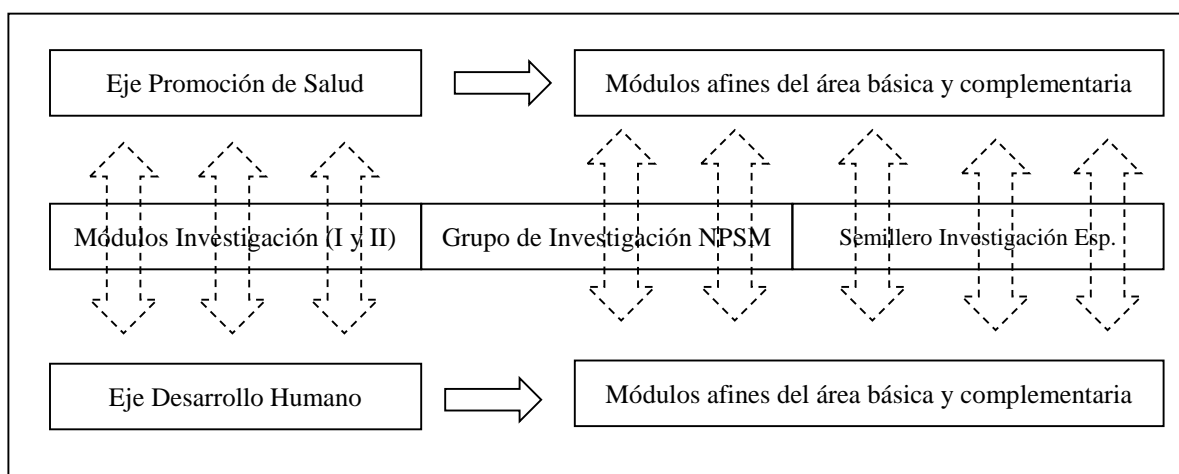 Eje Promoción de Salud
Módulos afines del área básica y complementaria
Módulos Investigación (I y II)
Grupo de Investigación NPSM
Semillero Investigación Esp.
Eje Desarrollo Humano
Módulos afines del área básica y complementaria